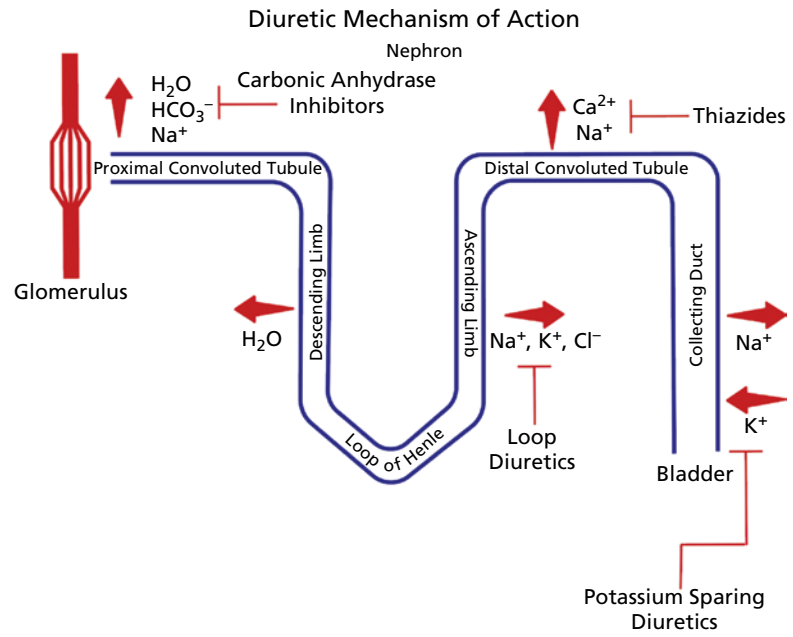 Diuretic Mechanism of Action
Nephron
H₂O
HCO₃⁻
Na⁺
Carbonic Anhydrase
Inhibitors
Ca²⁺
Na⁺
Thiazides
Proximal Convoluted Tubule
Distal Convoluted Tubule
Glomerulus
Descending Limb
H₂O
Ascending Limb
Na⁺, K⁺, Cl⁻
Collecting Duct
Na⁺
K⁺
Loop of Henle
Loop
Diuretics
Bladder
Potassium Sparing
Diuretics